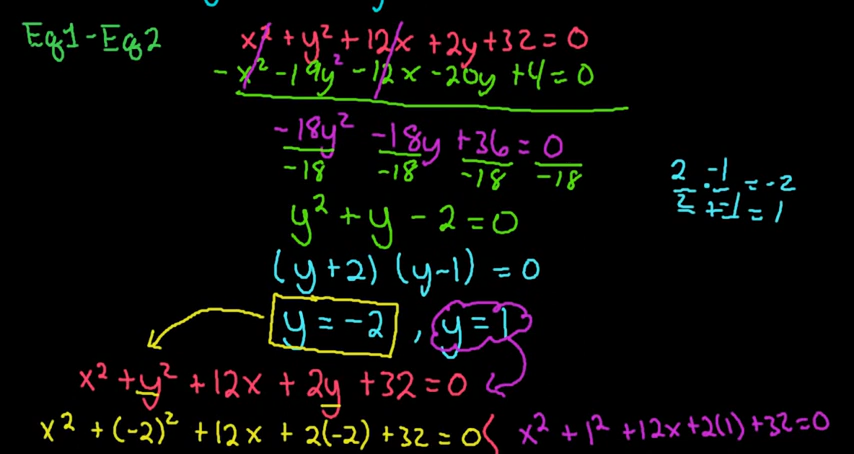 Eq1-Eq2
x² + y² + 12x + 2y + 32 = 0
- x² - 19y² - 12x - 20y + 4 = 0
-18y² -18y +36 = 0
-18 -18 -18 -18
2 · -1 = -2
2 + -1 = 1
y² + y - 2 = 0
(y+2) (y-1) = 0
y = -2 , y = 1
x² + y² + 12x + 2y + 32 = 0
x² + (-2)² + 12x + 2(-2) + 32 = 0
x² + 1² + 12x + 2(1) + 32 = 0